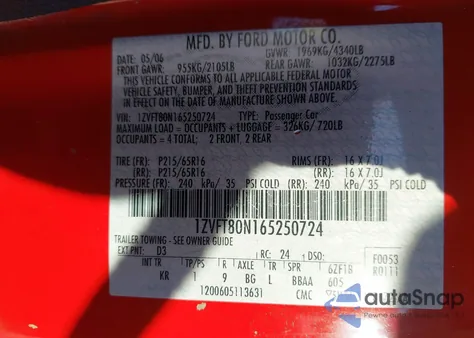 MFD. BY FORD MOTOR CO.
DATE: 05/06 GVWR: 1969KG/4340LB
FRONT GAWR: 955KG/2105LB REAR GAWR: 1032KG/2275LB
THIS VEHICLE CONFORMS TO ALL APPLICABLE FEDERAL MOTOR
VEHICLE SAFETY, BUMPER, AND THEFT PREVENTION STANDARDS
IN EFFECT ON THE DATE OF MANUFACTURE SHOWN ABOVE.
VIN: 1ZVFT80N165250724 TYPE: Passenger Car
MAXIMUM LOAD = OCCUPANTS + LUGGAGE = 326KG/720LB
OCCUPANTS = 4 TOTAL: 2 FRONT, 2 REAR
TIRE (FR): P215/65R16 RIMS (FR): 16 X 7.0J
(RR): P215/65R16 (RR): 16 X 7.0J
PRESSURE (FR): 240 kPa/ 35 PSI COLD (RR): 240 kPa/ 35 PSI COLD
1ZVFT80N165250724
TRAILER TOWING - SEE OWNER GUIDE
EXT PNT: D3 RC: 24 DSO: F0053
INT TR TP/PS R AXLE TR SPR 6ZF1B R0111
KR 1 9 BG L BBAA 605
12006051136​31 CMC
autoSnap